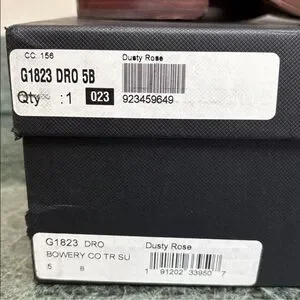 CC 156
Dusty Rose
G1823 DRO 5B
Qty :1 023
923459649
G1823 DRO
Dusty Rose
BOWERY CO TR SU
5 B
1 91202 33950 7